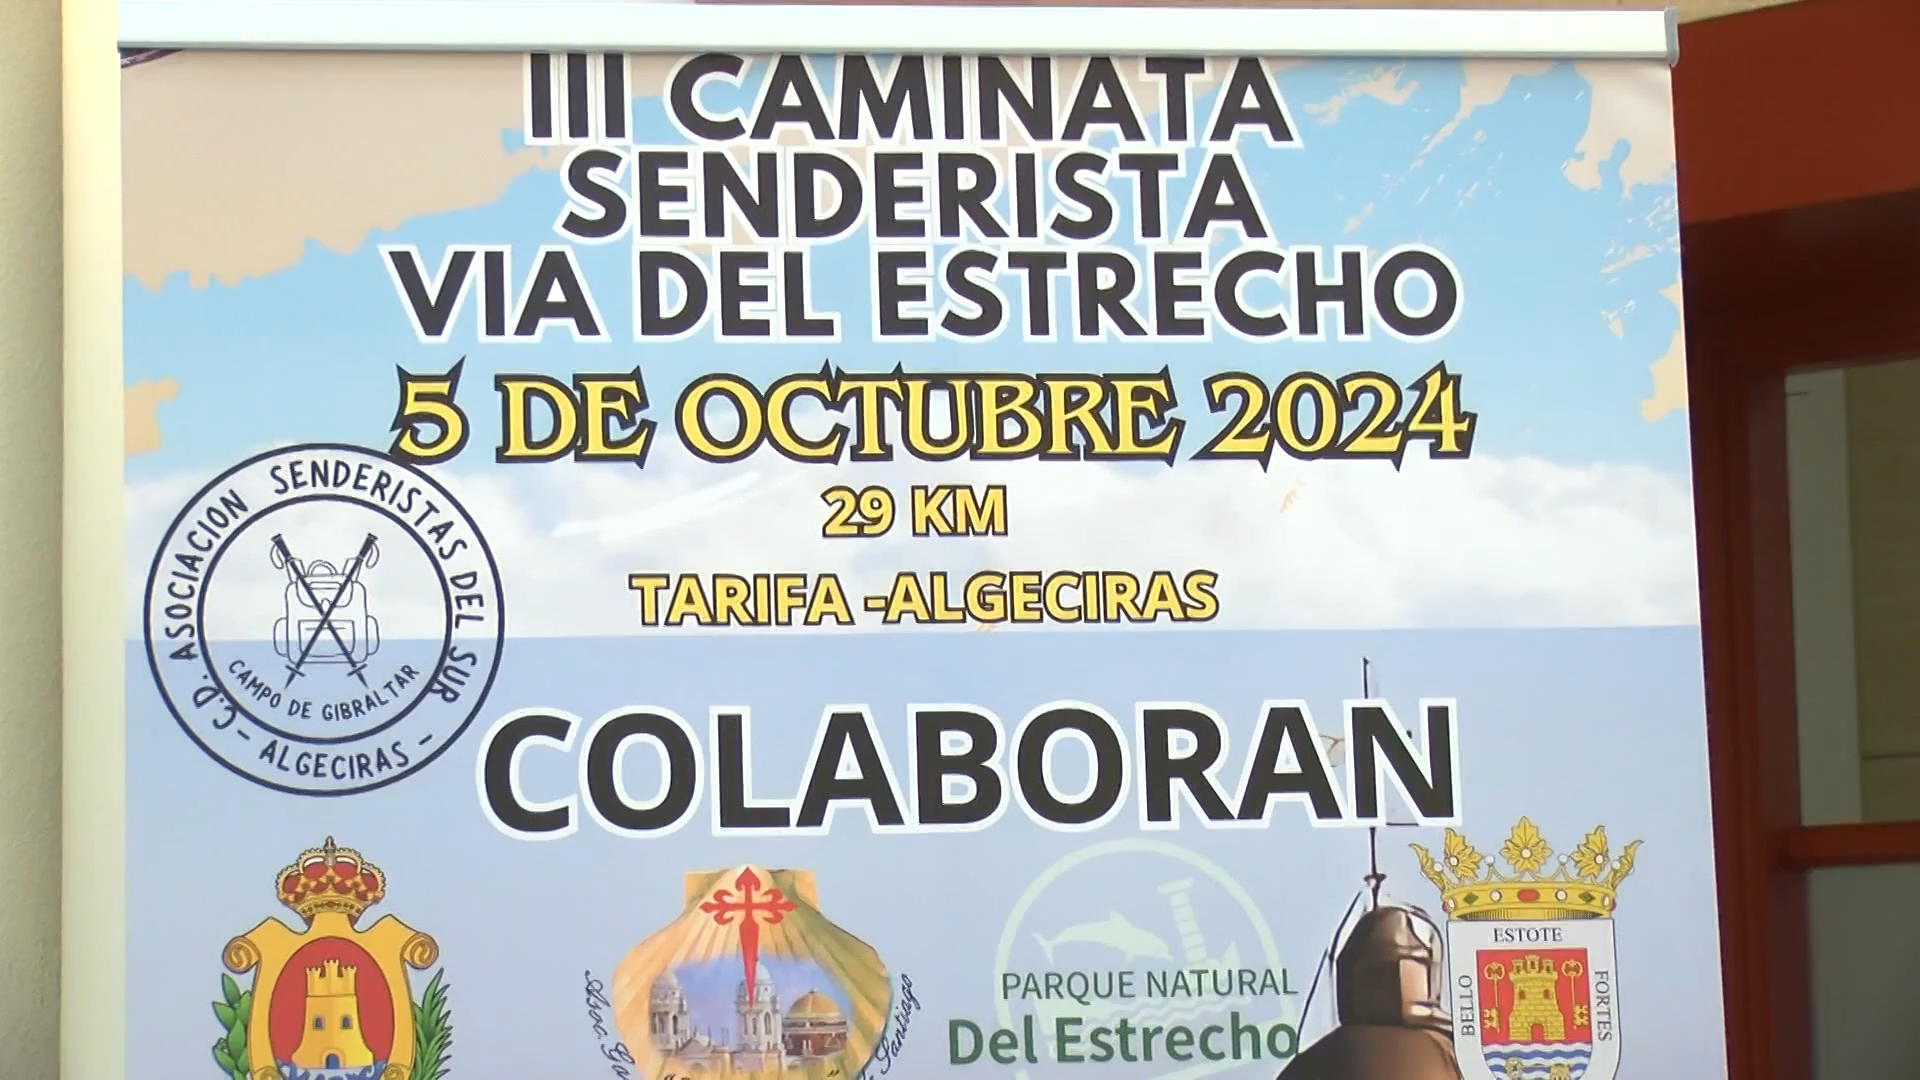 III CAMINATA
SENDERISTA
VIA DEL ESTRECHO
5 DE OCTUBRE 2024
29 KM
TARIFA -ALGECIRAS
C.D. ASOCIACION SENDERISTAS DEL SUR
CAMPO DE GIBRALTAR
- ALGECIRAS -
COLABORAN
Santiago
PARQUE NATURAL
Del Estrecho
ESTOTE
BELLO
FORTES